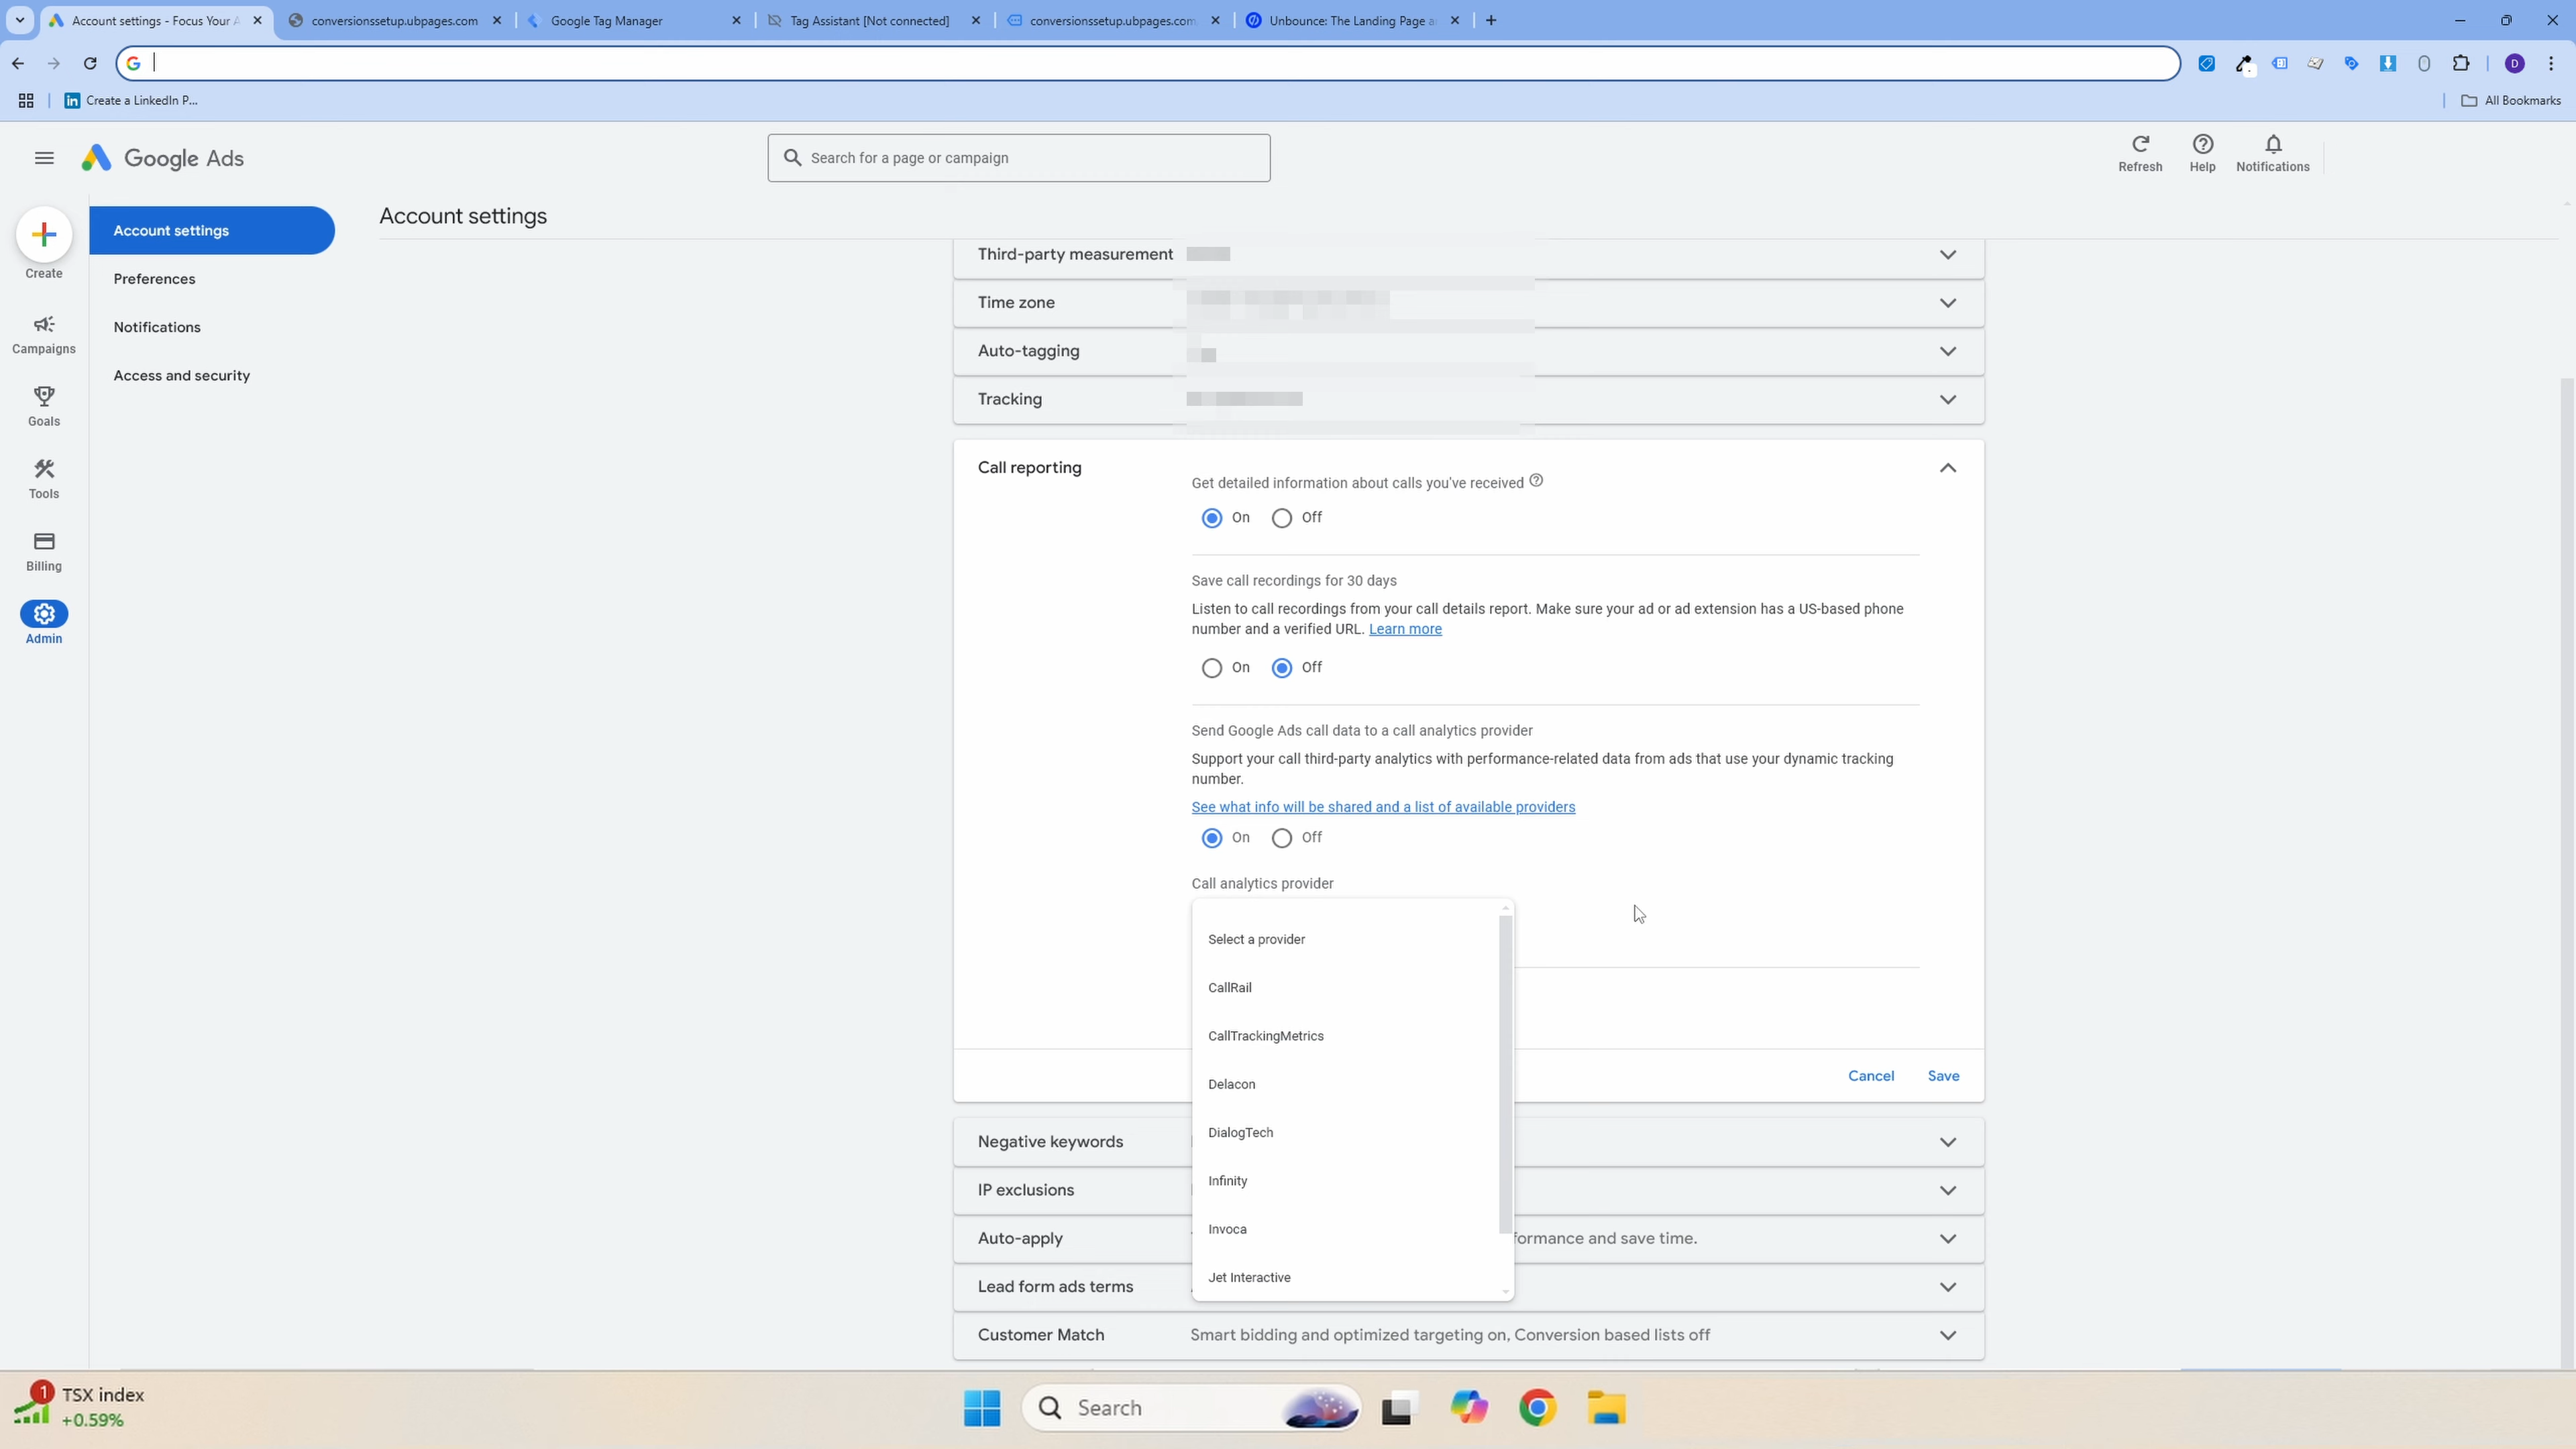 Account settings - Focus Your A
conversionssetup.ubpages.com
Google Tag Manager
Tag Assistant [Not connected]
conversionssetup.ubpages.com
Unbounce: The Landing Page a
Create a LinkedIn P...
All Bookmarks
Google Ads
Search for a page or campaign
Refresh
Help
Notifications
Create
Campaigns
Goals
Tools
Billing
Admin
Account settings
Preferences
Notifications
Access and security
Account settings
Third-party measurement
Time zone
Auto-tagging
Tracking
Call reporting
Get detailed information about calls you've received
On Off
Save call recordings for 30 days
Listen to call recordings from your call details report. Make sure your ad or ad extension has a US-based phone
number and a verified URL. Learn more
On Off
Send Google Ads call data to a call analytics provider
Support your call third-party analytics with performance-related data from ads that use your dynamic tracking
number.
See what info will be shared and a list of available providers
On Off
Call analytics provider
Select a provider
CallRail
CallTrackingMetrics
Delacon
DialogTech
Infinity
Invoca
Jet Interactive
Cancel Save
Negative keywords
IP exclusions
Auto-apply formance and save time.
Lead form ads terms
Customer Match Smart bidding and optimized targeting on, Conversion based lists off
1
TSX index
+0.59%
Search
D